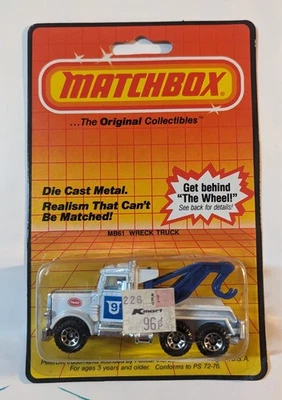 MATCHBOX
...The Original Collectibles™
Die Cast Metal.
Realism That Can't
Be Matched!
Get behind
"The Wheel!"
See back for details!
MB61 WRECK TRUCK
9
226
Kmart
96¢
U.S.A.
For ages 3 years and older. Conforms to PS 72-76.